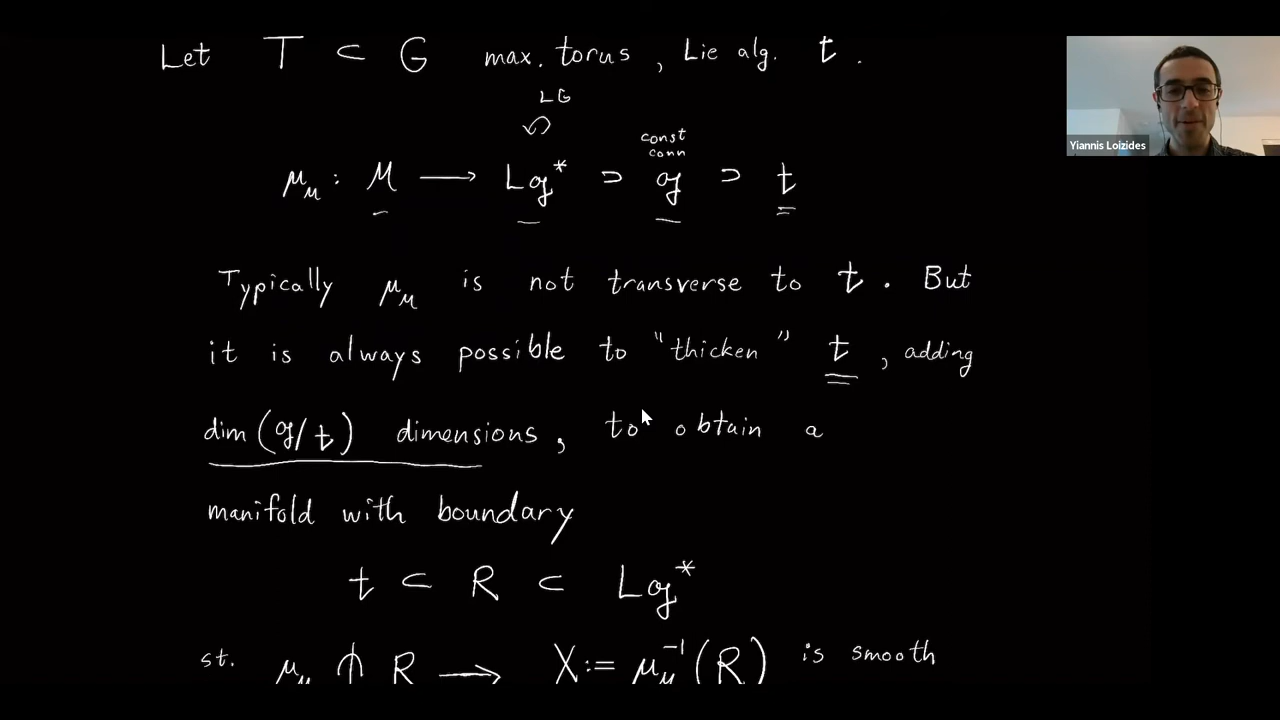 Let T ⊂ G max. torus, Lie alg. t.
LG
const
conn
μ_M : M → Lg* ⊃ g ⊃ t
Typically μ_M is not transverse to t. But
it is always possible to "thicken" t, adding
dim(g/t) dimensions, to obtain a
manifold with boundary
t ⊂ R ⊂ Lg*
st. μ_M ⋔ R → X := μ_M^{-1}(R) is smooth
Yiannis Loizides